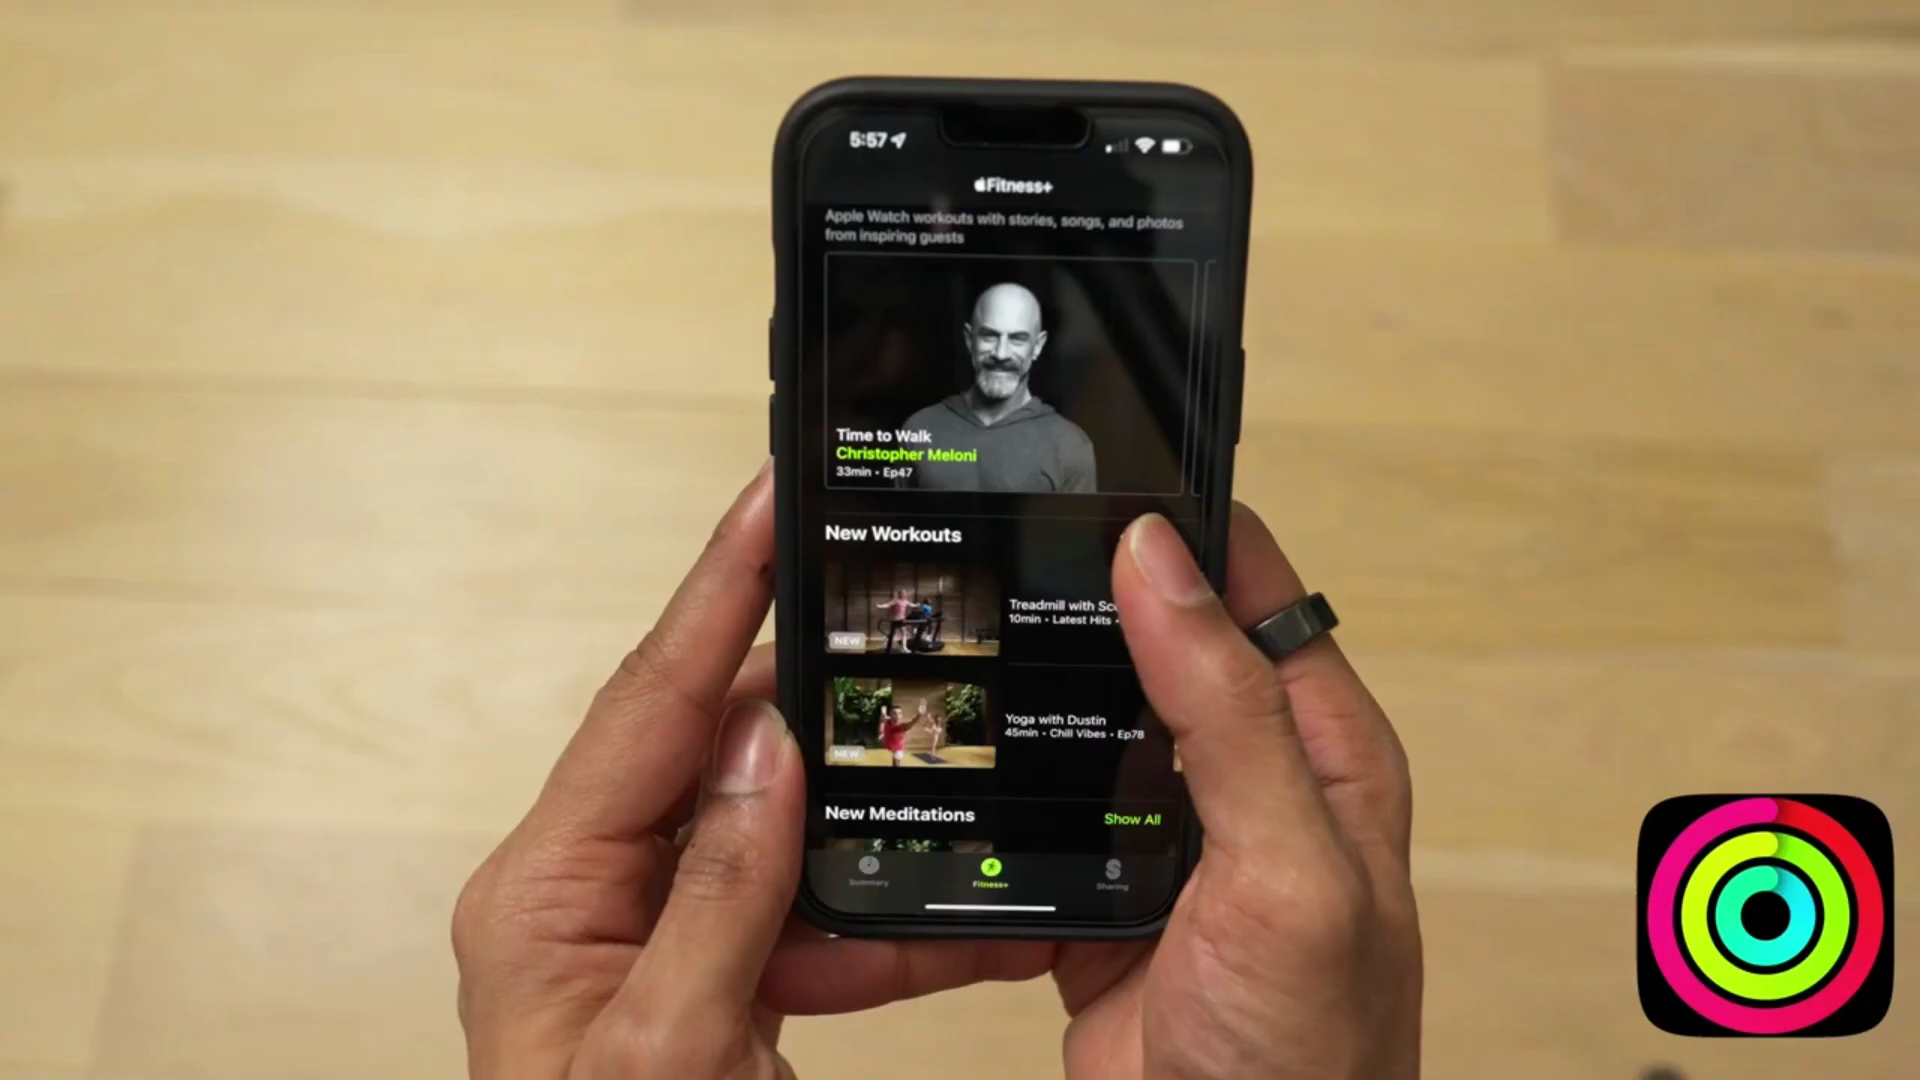 5:57
Fitness+
Apple Watch workouts with stories, songs, and photos
from inspiring guests
Time to Walk
Christopher Meloni
33min • Ep47
New Workouts
NEW
Treadmill with
10min • Latest Hits •
NEW
Yoga with Dustin
45min • Chill Vibes • Ep78
New Meditations
Show All
Summary
Fitness+
Sharing